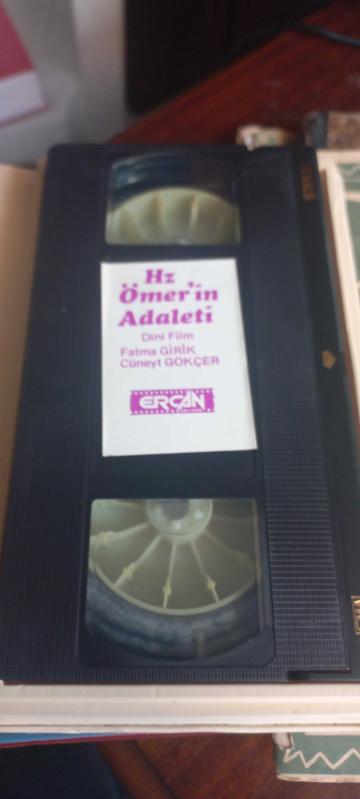 Hz
Ömer'in
Adaleti
Dini Film
Fatma GİRİK
Cüneyt GÖKÇER
ERCAN